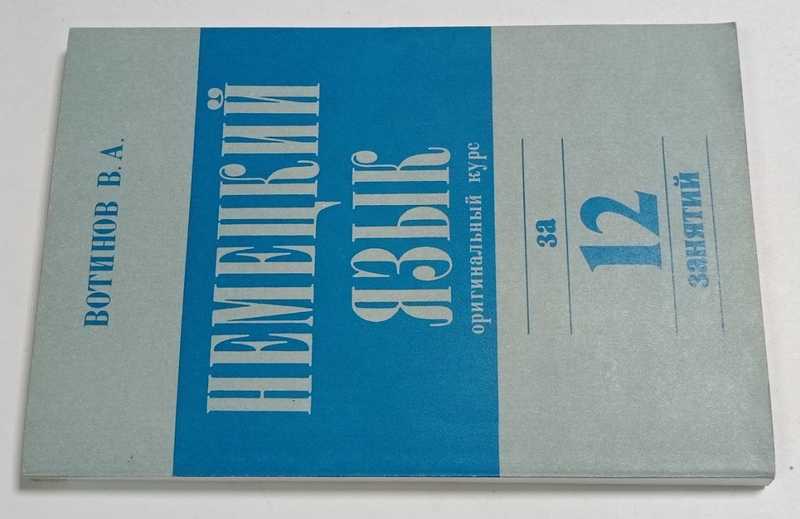 ВОТИНОВ В.А.
НЕМЕЦКИЙ
ЯЗЫК
оригинальный курс
за
12
занятий